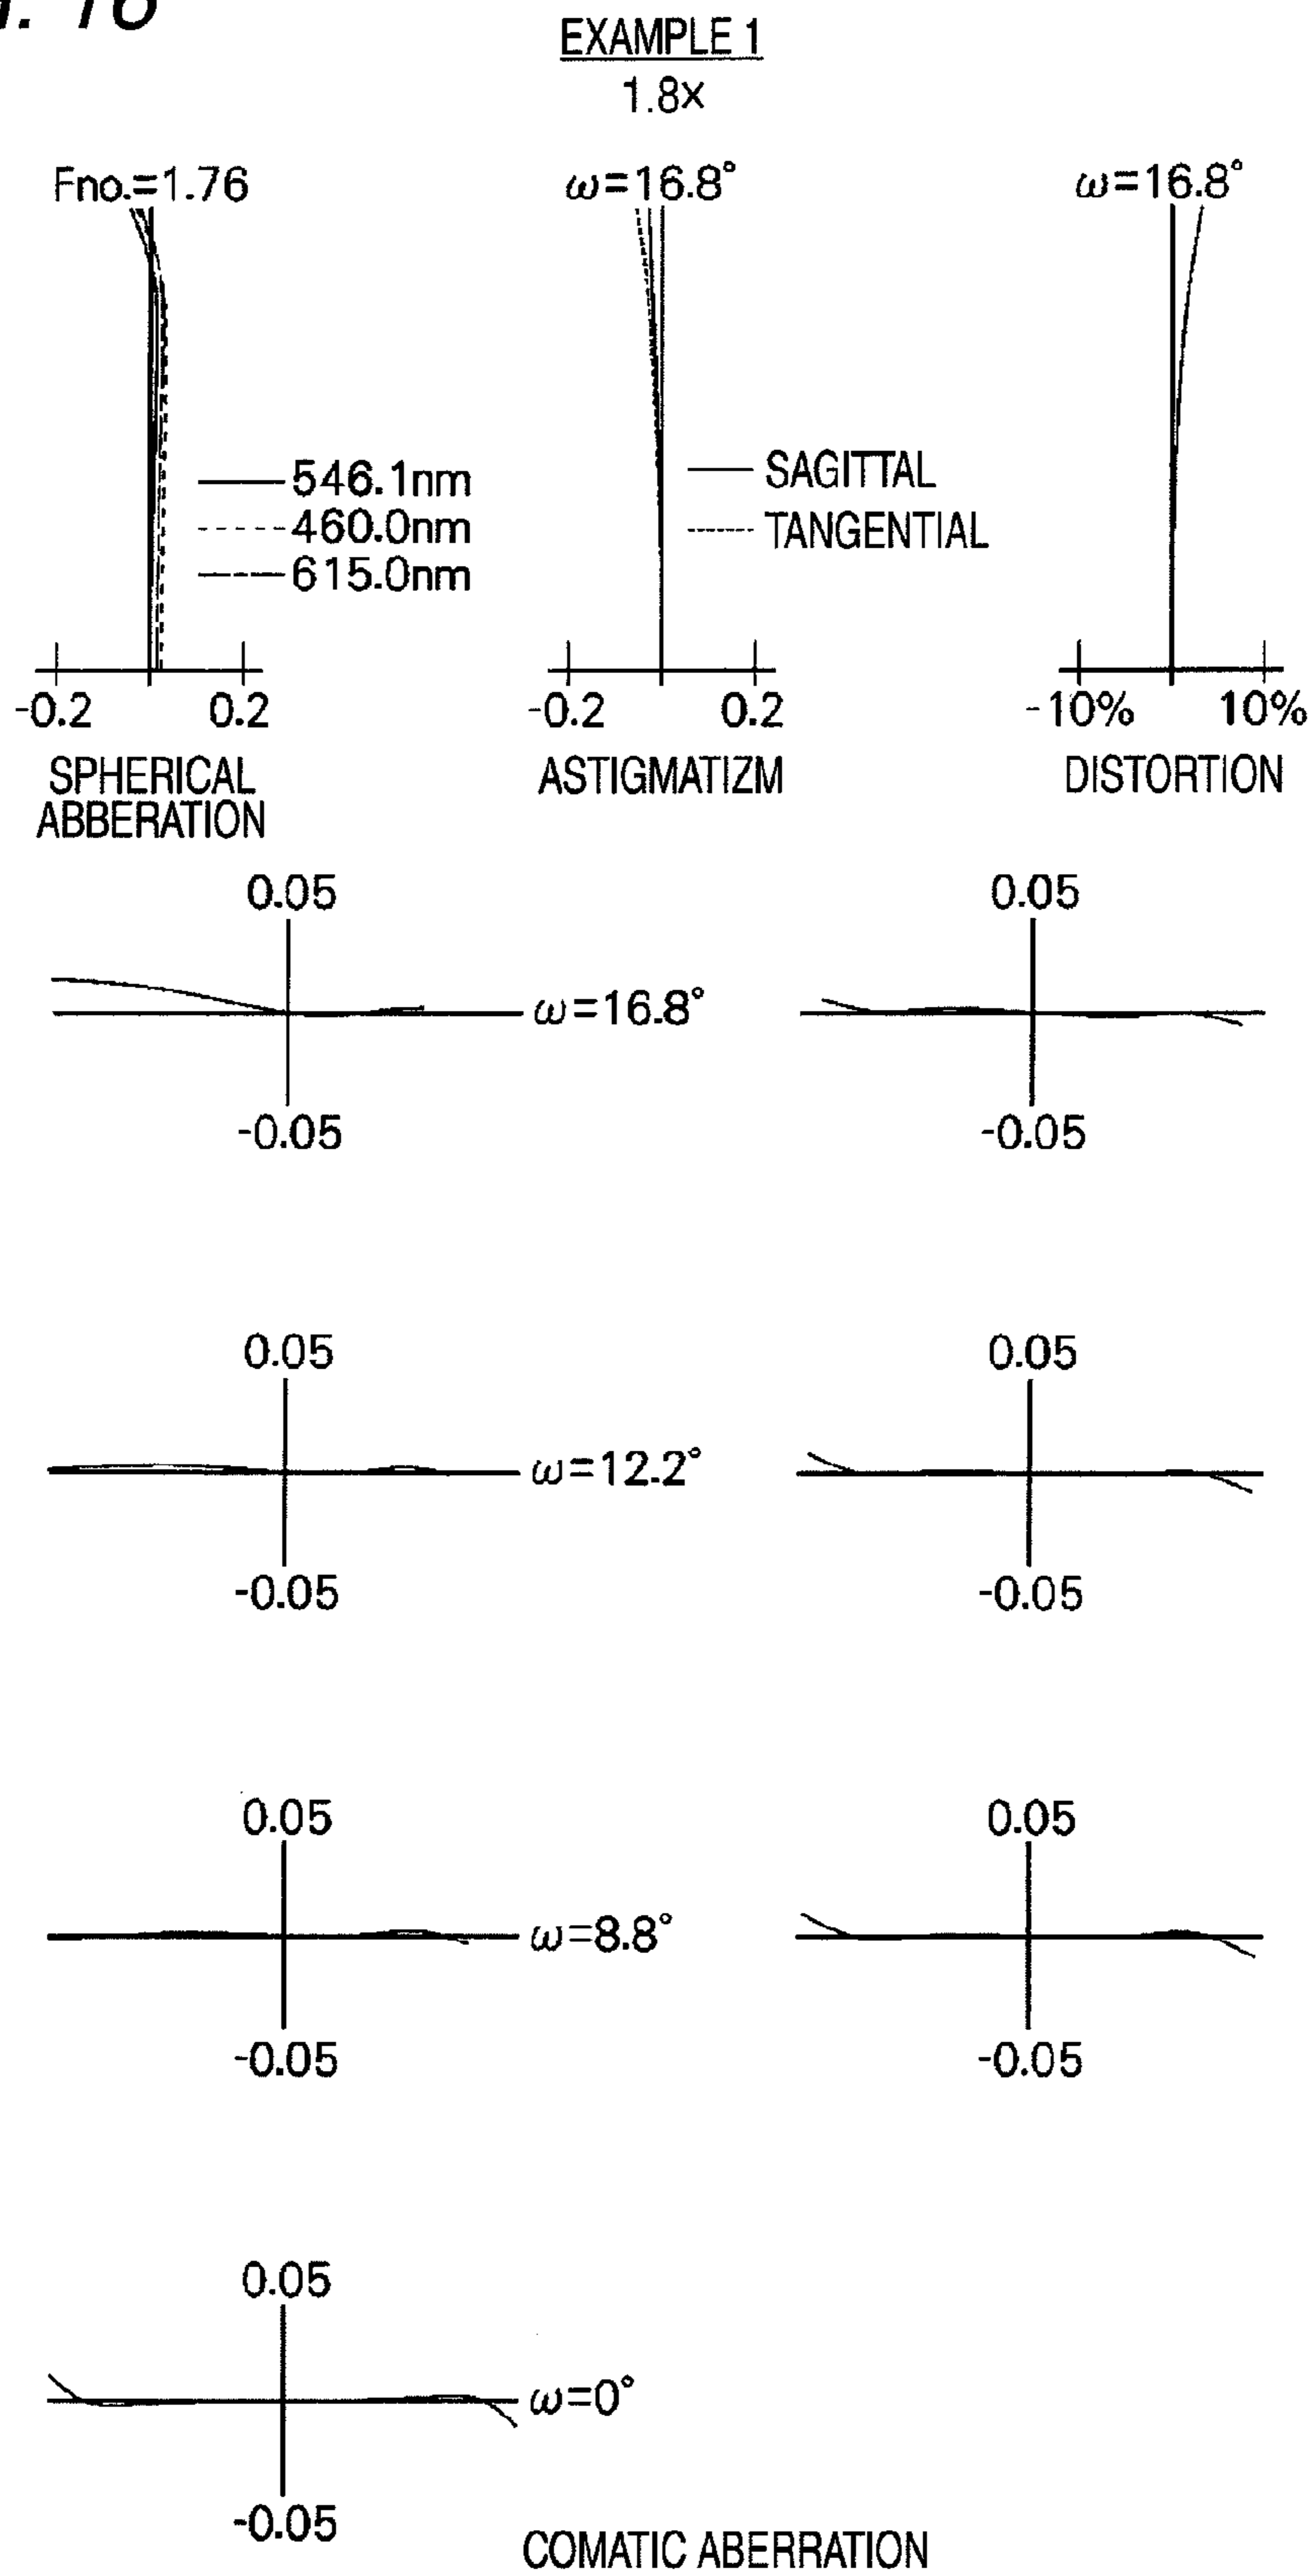 16
EXAMPLE 1
1.8x
Fno.=1.76
ω=16.8°
ω=16.8°
546.1nm
460.0nm
615.0nm
SAGITTAL
TANGENTIAL
-0.2 0.2
-0.2 0.2
-10% 10%
SPHERICAL
ABBERATION
ASTIGMATIZM
DISTORTION
0.05
0.05
ω=16.8°
-0.05
-0.05
0.05
0.05
ω=12.2°
-0.05
-0.05
0.05
0.05
ω=8.8°
-0.05
-0.05
0.05
ω=0°
-0.05
COMATIC ABERRATION